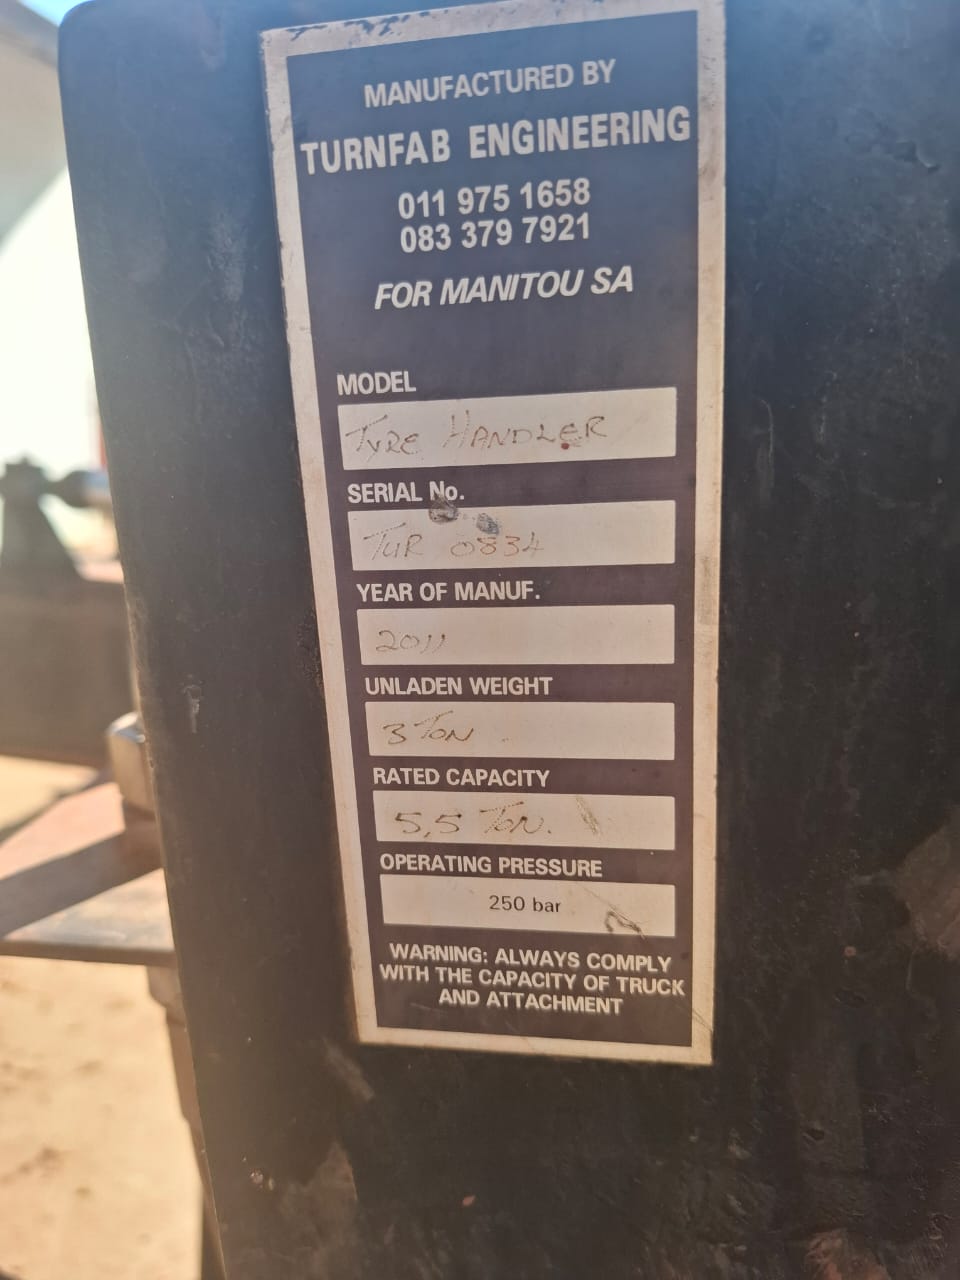 MANUFACTURED BY
TURNFAB ENGINEERING
011 975 1658
083 379 7921
FOR MANITOU SA
MODEL
TYRE HANDLER
SERIAL No.
TUR 0834
YEAR OF MANUF.
2011
UNLADEN WEIGHT
3 TON
RATED CAPACITY
5,5 TON.
OPERATING PRESSURE
250 bar
WARNING: ALWAYS COMPLY
WITH THE CAPACITY OF TRUCK
AND ATTACHMENT